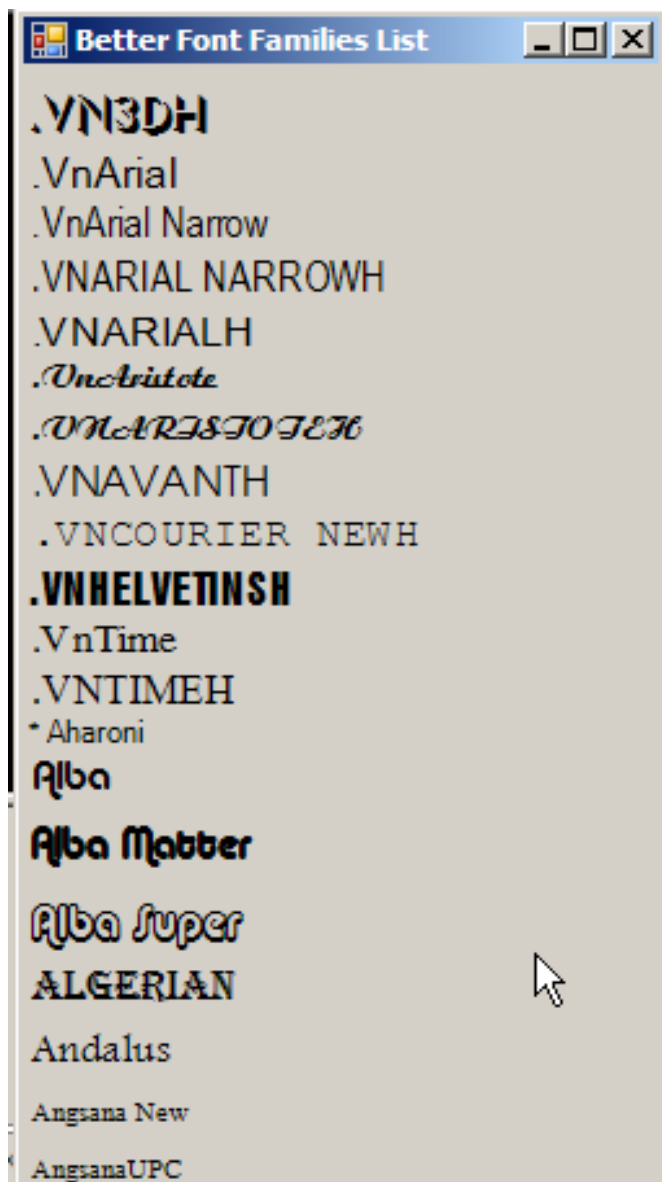 Better Font Families List
.VN3DH
.VnArial
.VnArial Narrow
.VNARIAL NARROWH
.VNARIALH
.VnAristote
.VNARISTOTEH
.VNAVANTH
.VNCOURIER NEWH
.VNHELVETINSH
.VnTime
.VNTIMEH
* Aharoni
Alba
Alba Matter
Alba Super
ALGERIAN
Andalus
Angsana New
AngsanaUPC